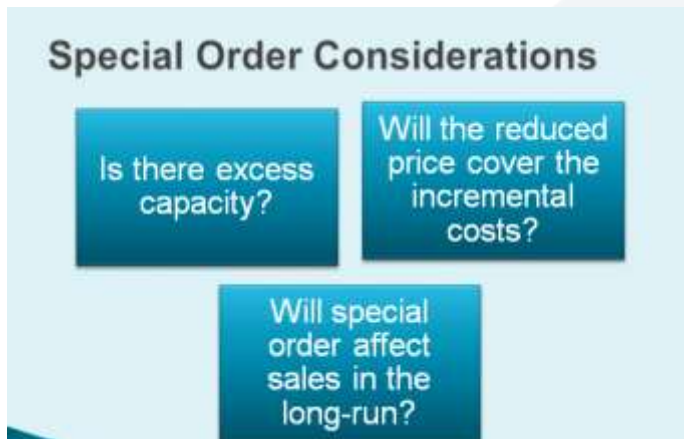 Special Order Considerations
Is there excess
capacity?
Will the reduced
price cover the
incremental
costs?
Will special
order affect
sales in the
long-run?